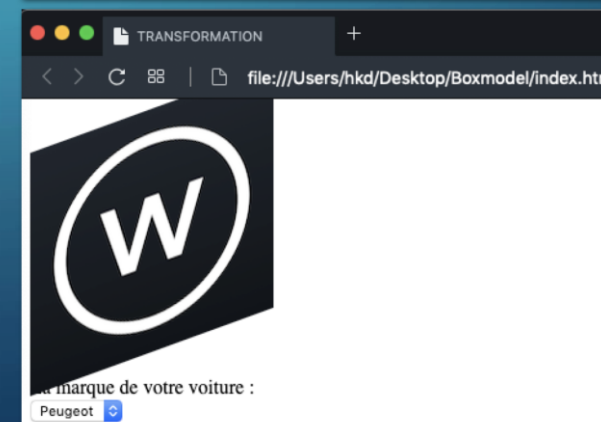 TRANSFORMATION
file:///Users/hkd/Desktop/Boxmodel/index.ht
W
marque de votre voiture :
Peugeot